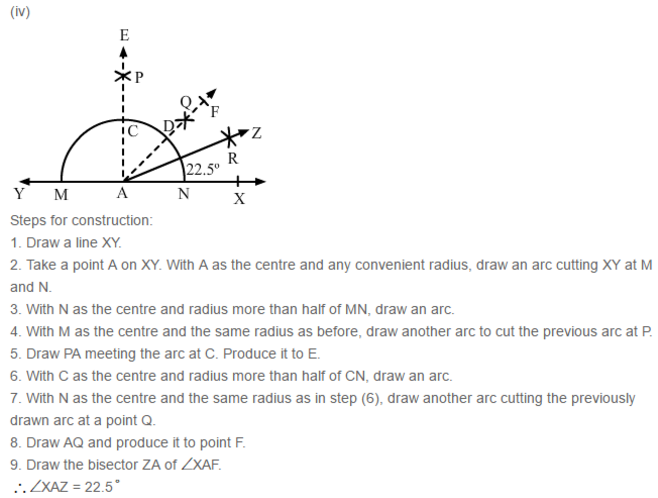 (iv)
E
P
Q
F
C
D
Z
R
22.5°
Y M A N X
Steps for construction:
1. Draw a line XY.
2. Take a point A on XY. With A as the centre and any convenient radius, draw an arc cutting XY at M
and N.
3. With N as the centre and radius more than half of MN, draw an arc.
4. With M as the centre and the same radius as before, draw another arc to cut the previous arc at P.
5. Draw PA meeting the arc at C. Produce it to E.
6. With C as the centre and radius more than half of CN, draw an arc.
7. With N as the centre and the same radius as in step (6), draw another arc cutting the previously
drawn arc at a point Q.
8. Draw AQ and produce it to point F.
9. Draw the bisector ZA of ∠XAF.
∴ ∠XAZ = 22.5°